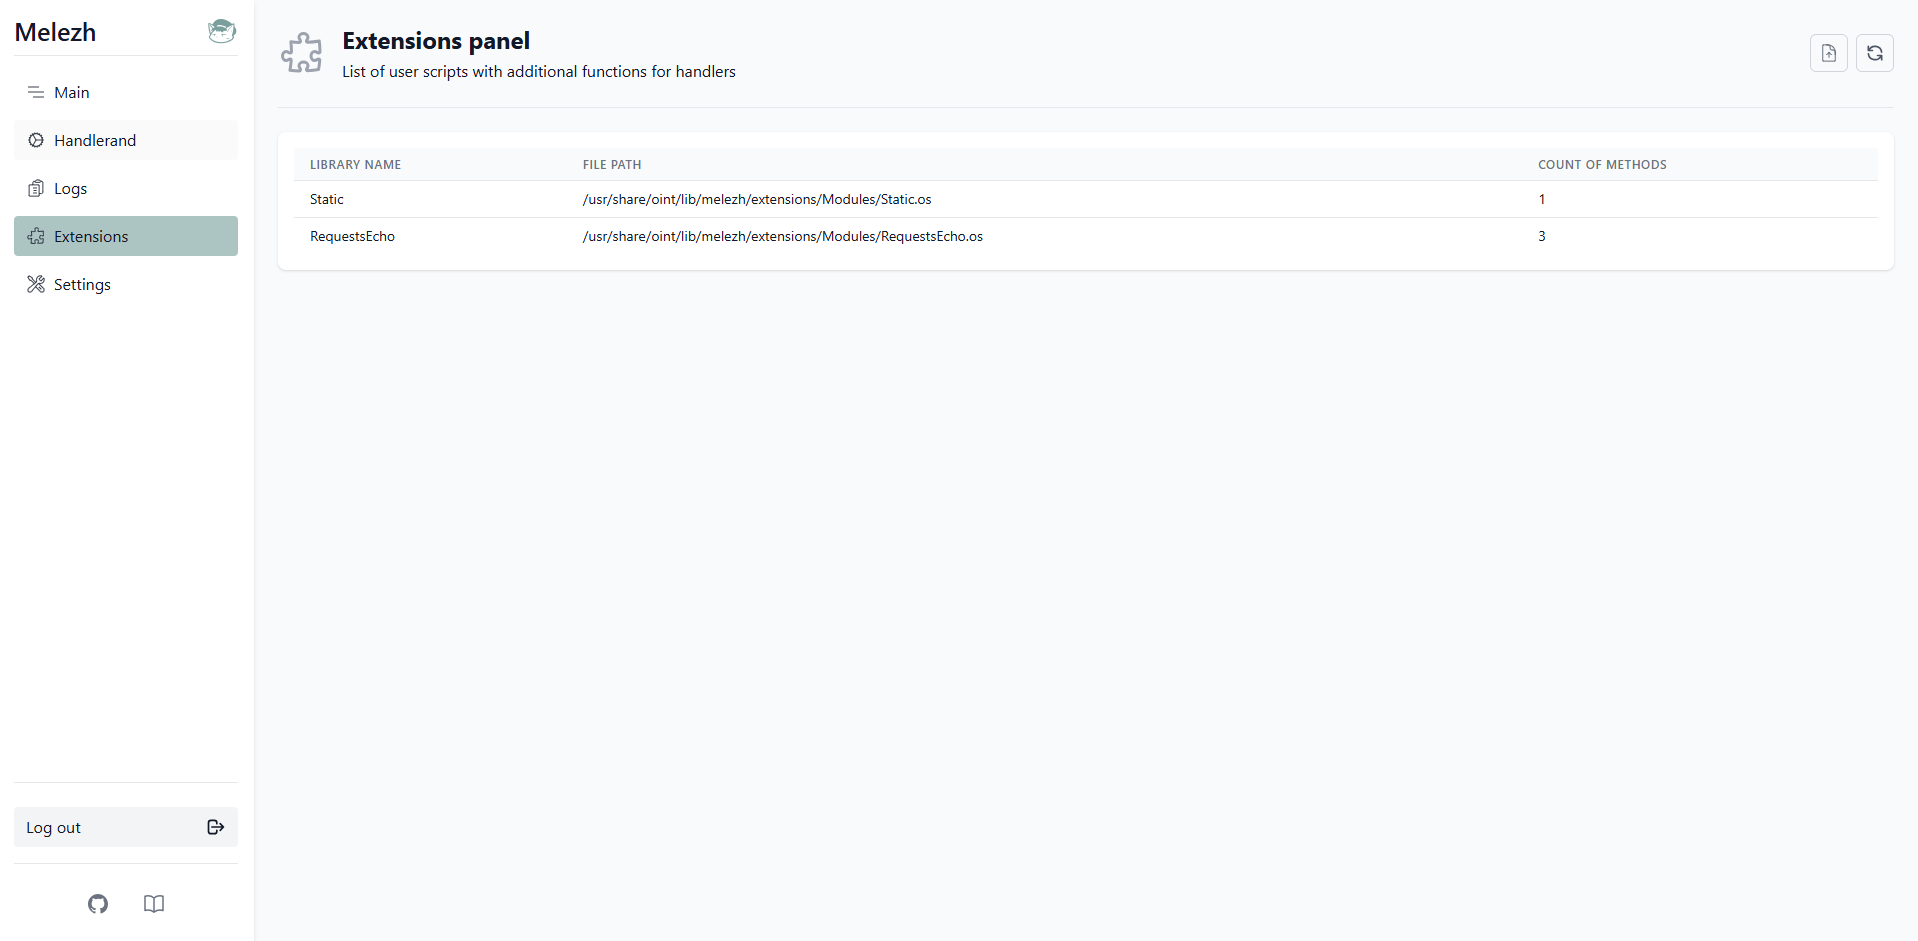 Melezh
Main
Handlerand
Logs
Extensions
Settings
Log out
Extensions panel
List of user scripts with additional functions for handlers
LIBRARY NAME FILE PATH COUNT OF METHODS
Static /usr/share/oint/lib/melezh/extensions/Modules/Static.os 1
RequestsEcho /usr/share/oint/lib/melezh/extensions/Modules/RequestsEcho.os 3